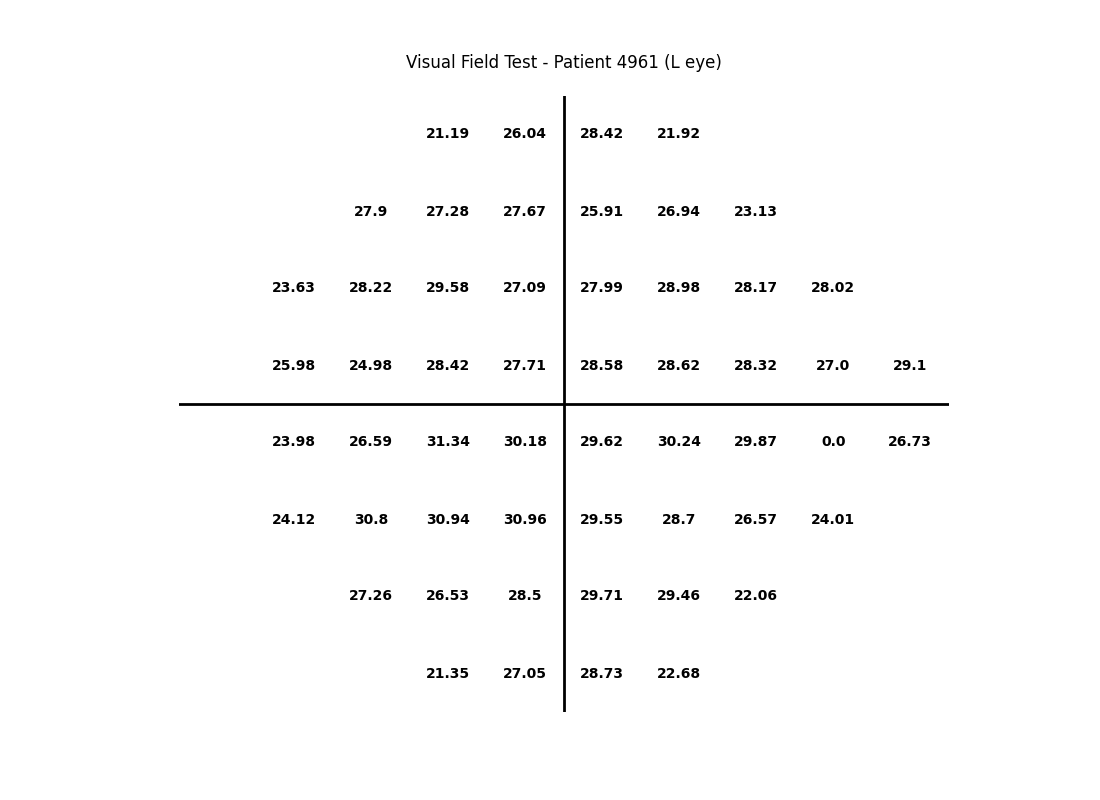 Visual Field Test - Patient 4961 (L eye)
21.19 26.04 28.42 21.92
27.9 27.28 27.67 25.91 26.94 23.13
23.63 28.22 29.58 27.09 27.99 28.98 28.17 28.02
25.98 24.98 28.42 27.71 28.58 28.62 28.32 27.0 29.1
23.98 26.59 31.34 30.18 29.62 30.24 29.87 0.0 26.73
24.12 30.8 30.94 30.96 29.55 28.7 26.57 24.01
27.26 26.53 28.5 29.71 29.46 22.06
21.35 27.05 28.73 22.68